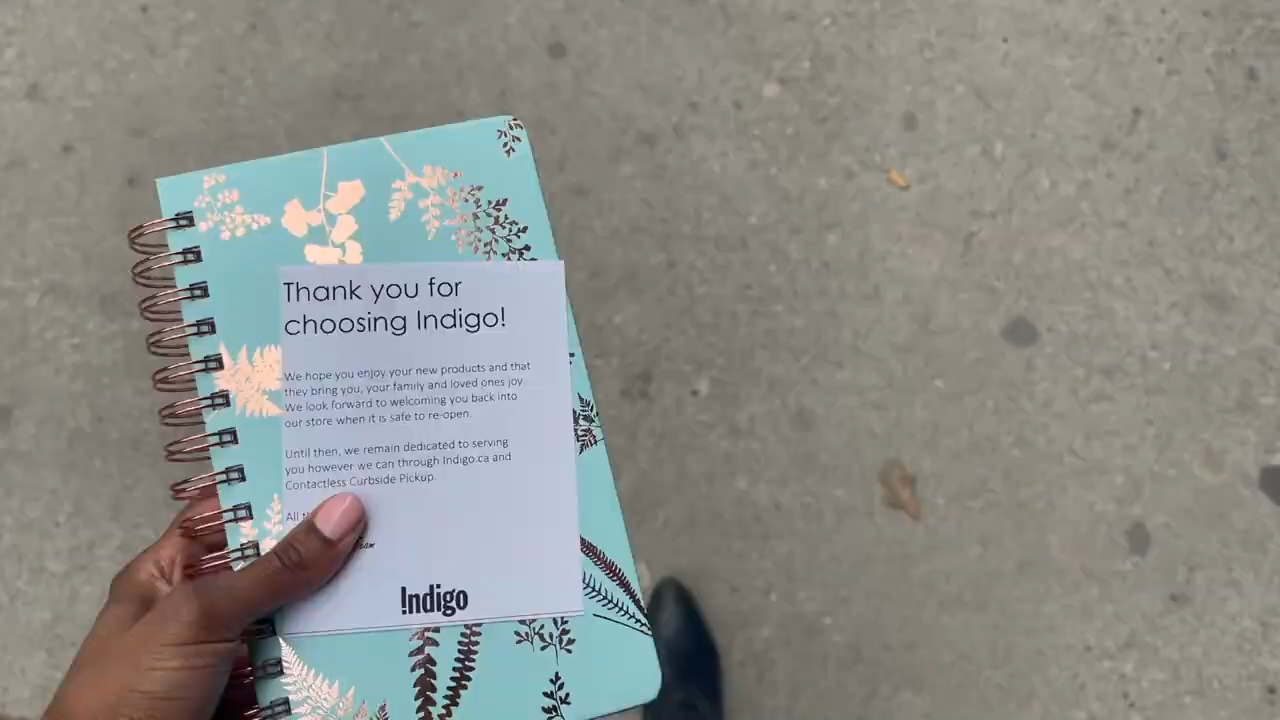 Thank you for
choosing Indigo!
We hope you enjoy your new products and that
they bring you, your family and loved ones joy
We look forward to welcoming you back into
our store when it is safe to re-open.
Until then, we remain dedicated to serving
you however we can through Indigo.ca and
Contactless Curbside Pickup.
All
!ndigo